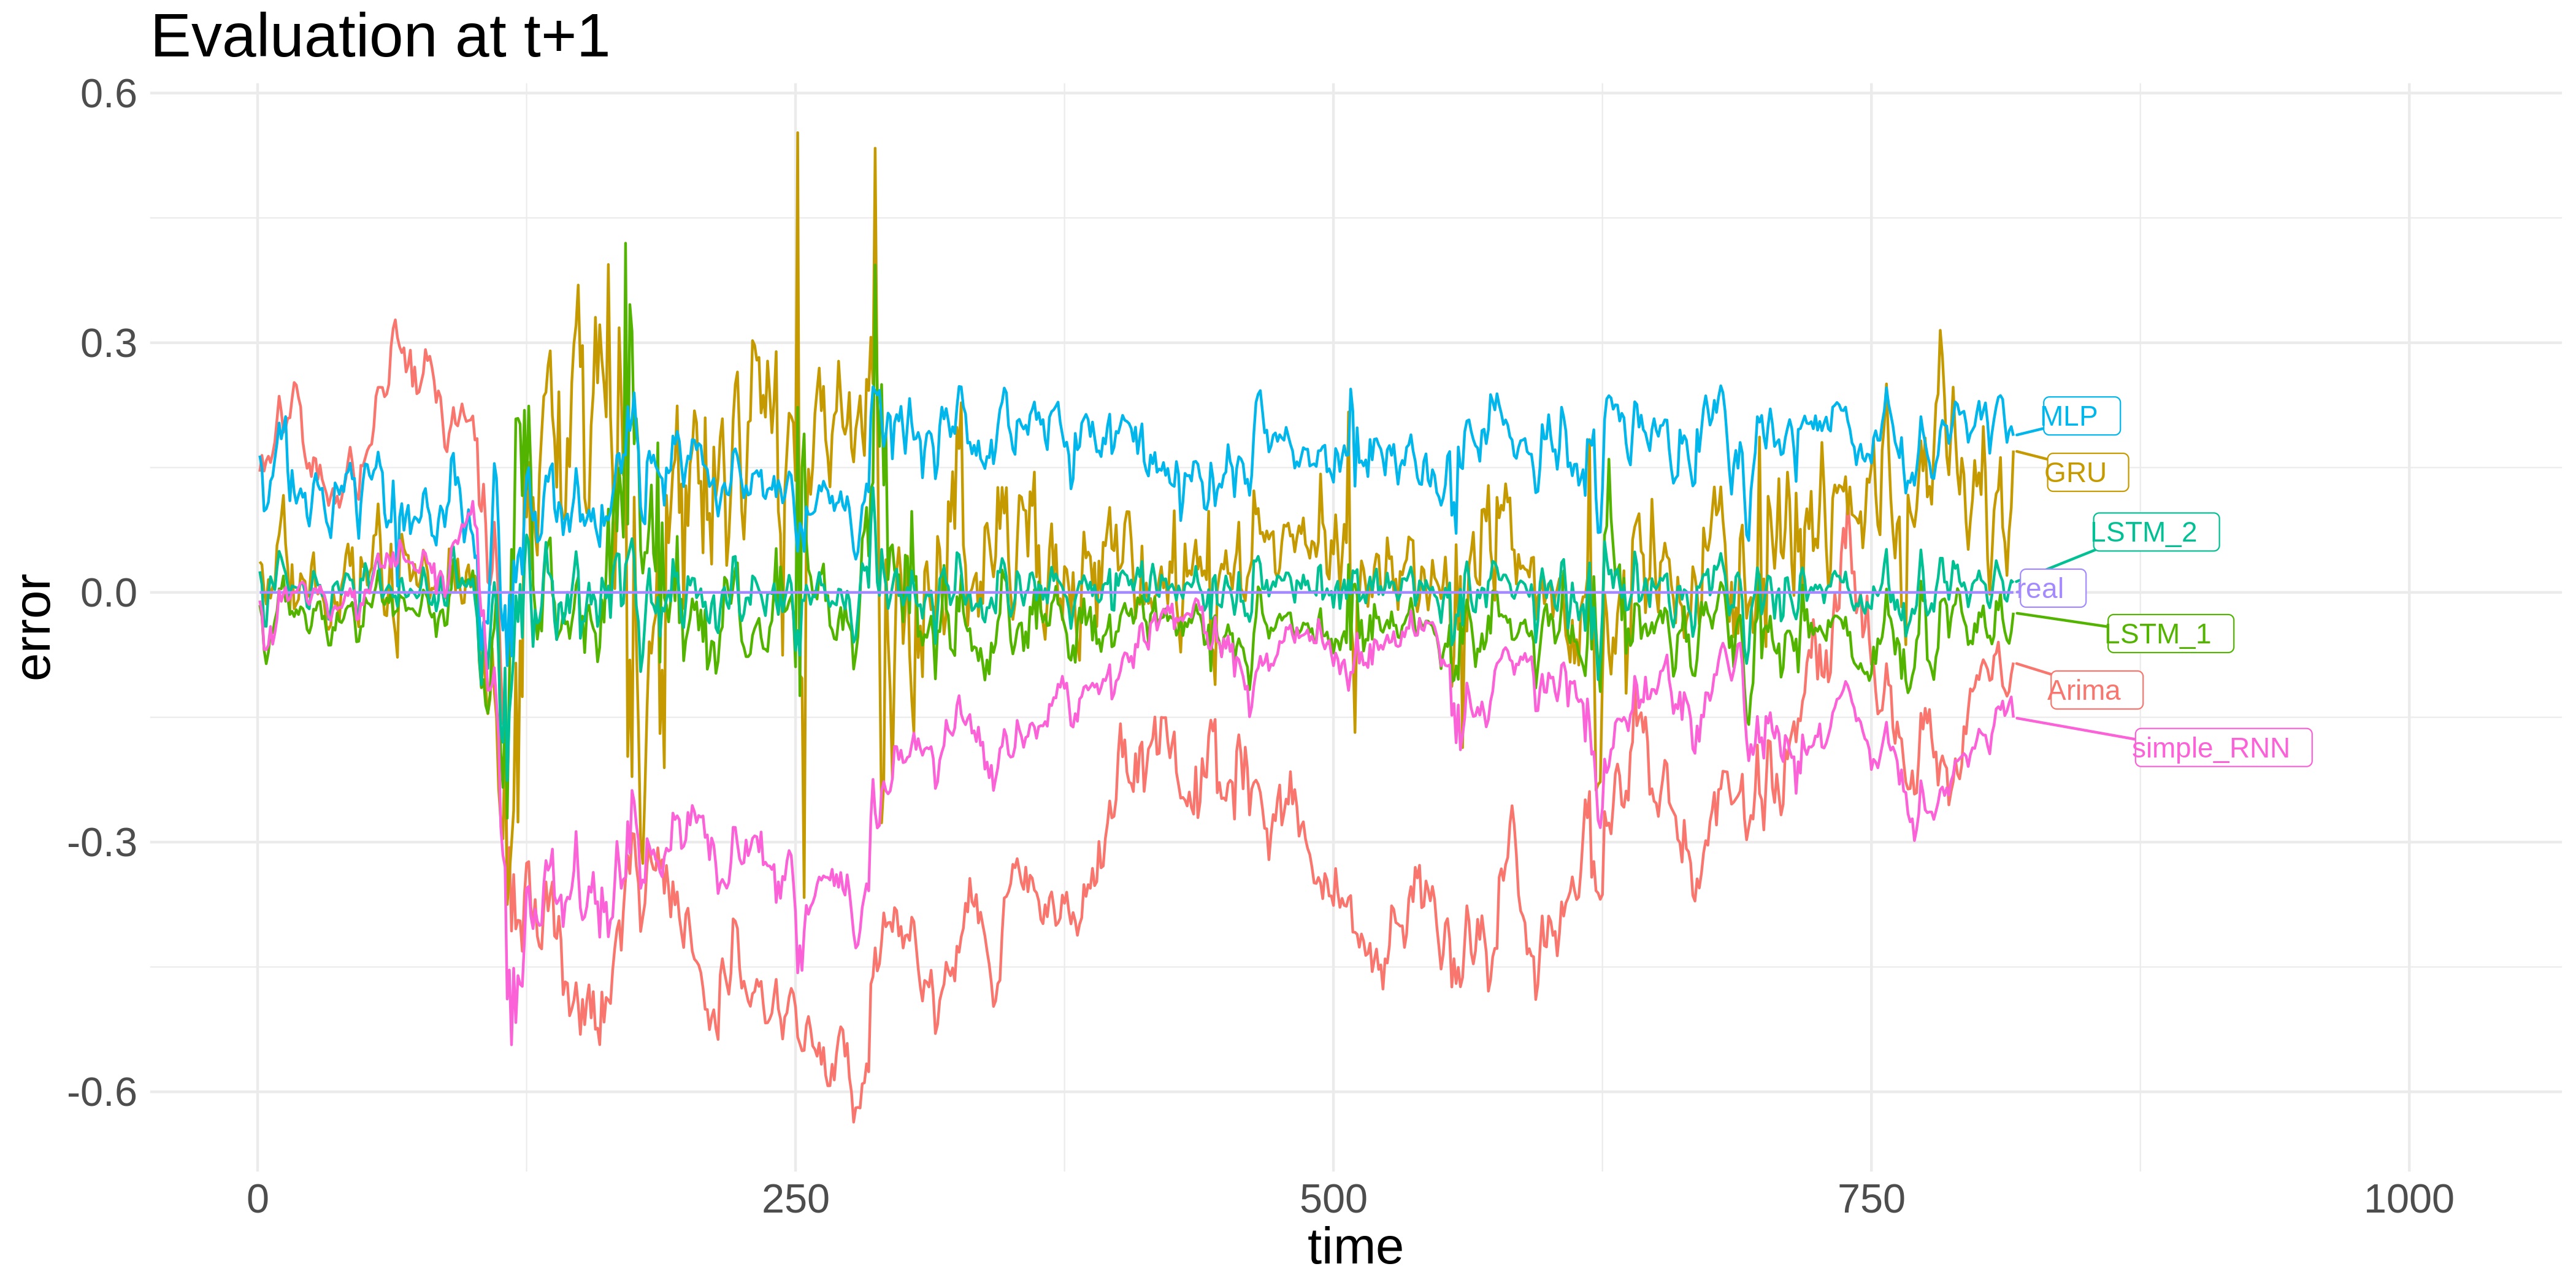 Evaluation at t+1
0.6
0.3
0.0
-0.3
-0.6
error
MLP
GRU
LSTM_2
real
LSTM_1
Arima
simple_RNN
0
250
500
750
1000
time